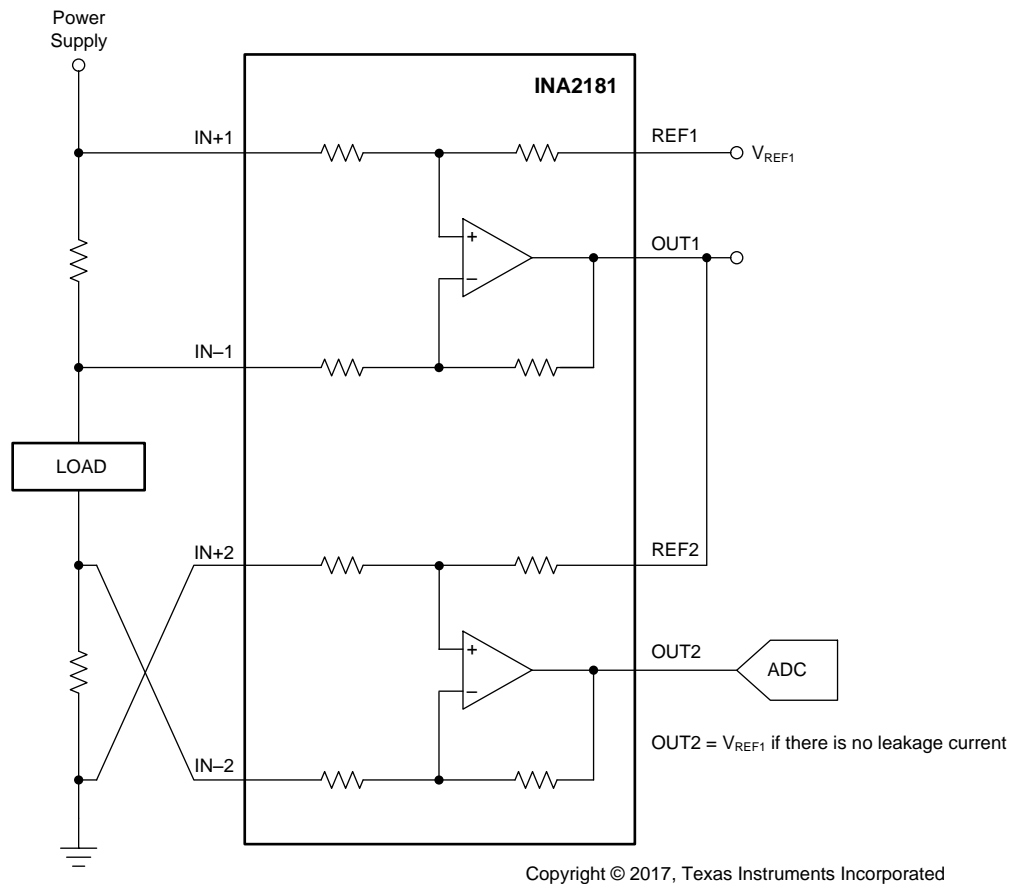 Power
Supply
INA2181
IN+1
REF1
V_REF1
+
OUT1
–
IN–1
LOAD
IN+2
REF2
+
OUT2
ADC
–
OUT2 = V_REF1 if there is no leakage current
IN–2
Copyright © 2017, Texas Instruments Incorporated